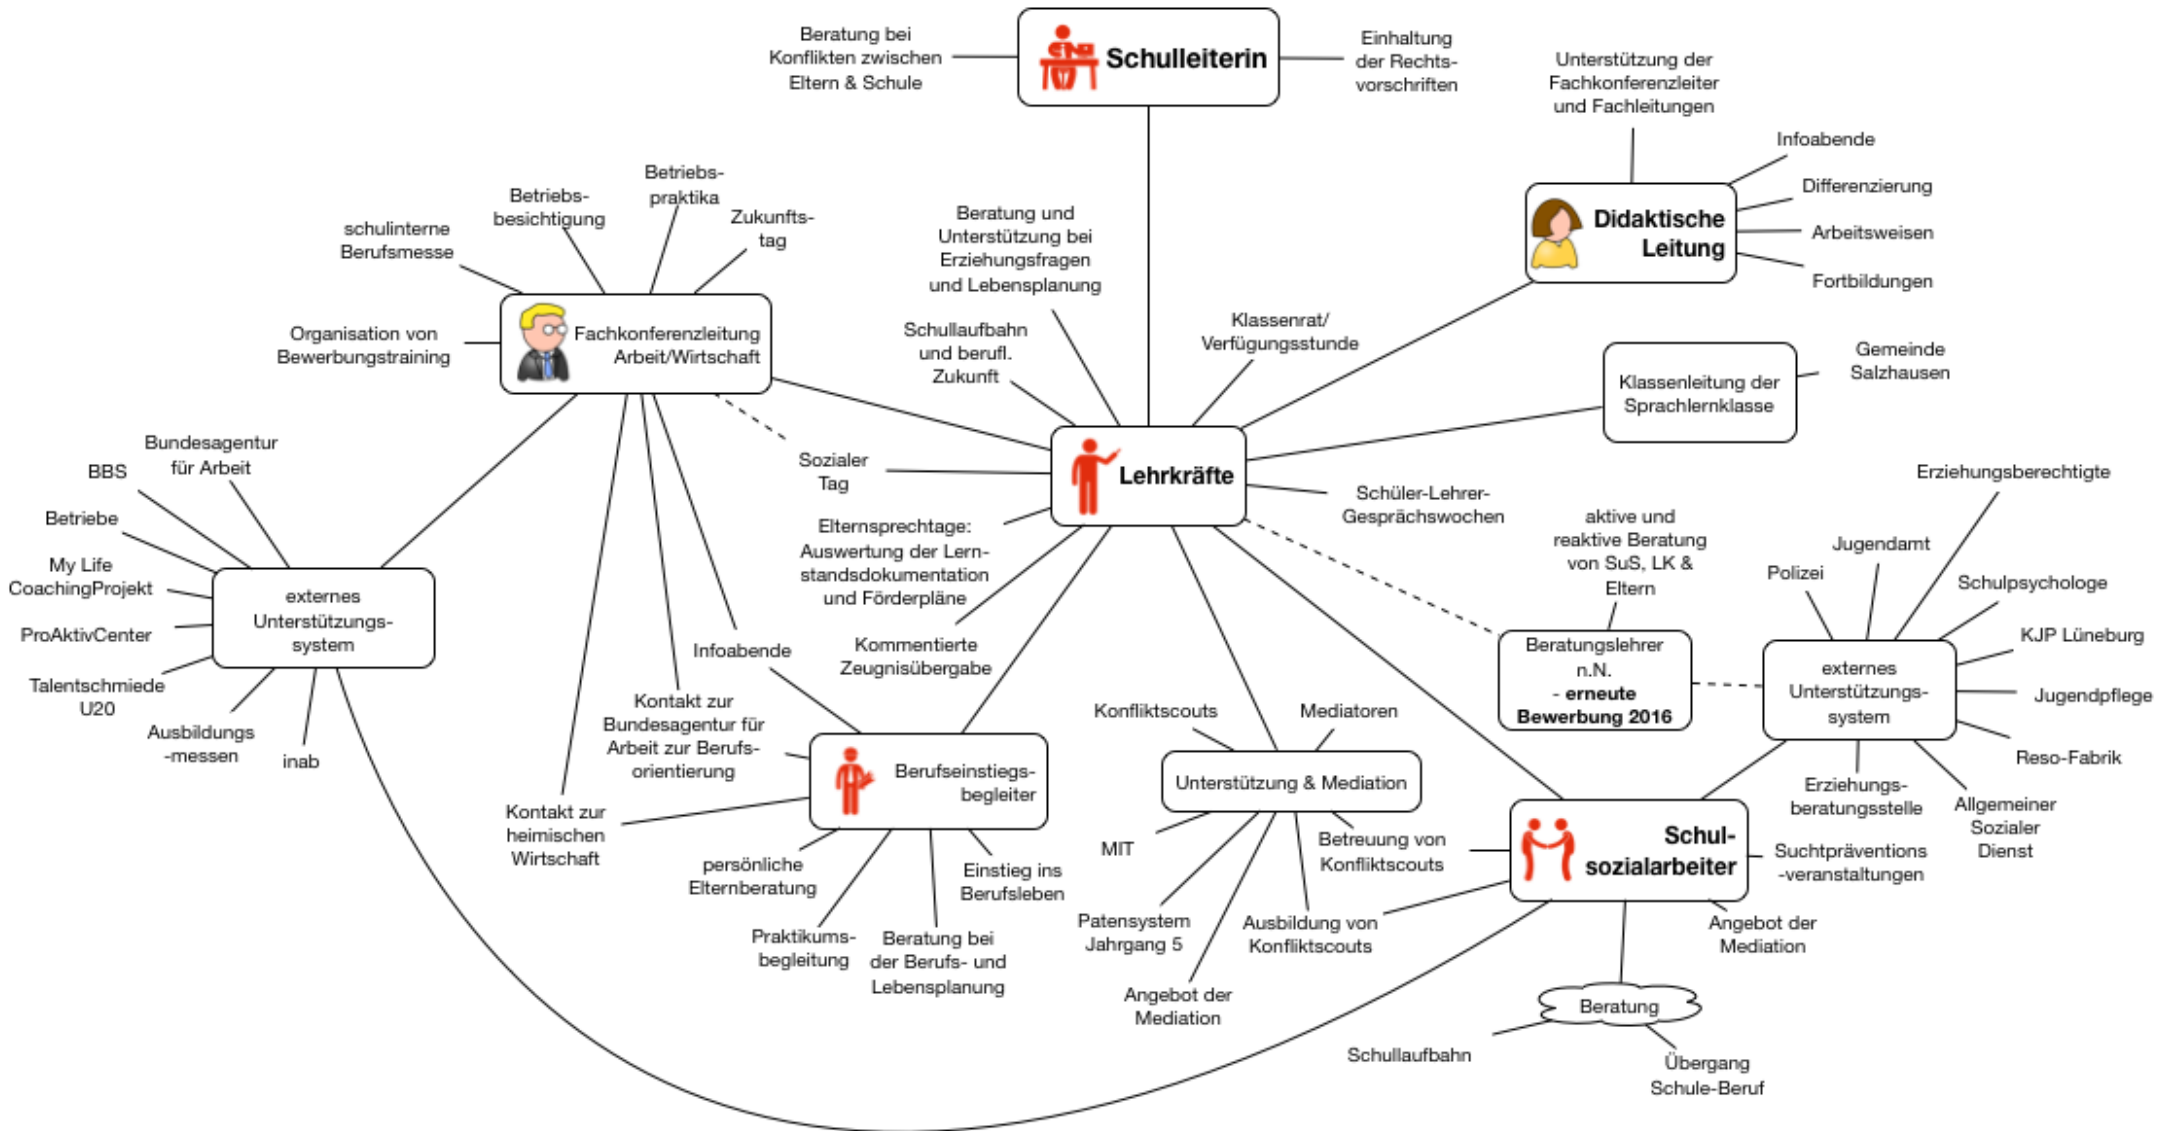 Beratung bei
Konflikten zwischen
Eltern & Schule
Schulleiterin
Einhaltung
der Rechts-
vorschriften
Unterstützung der
Fachkonferenzleiter
und Fachleitungen
Infoabende
Differenzierung
Arbeitsweisen
Fortbildungen
Didaktische
Leitung
Betriebs-
praktika
Betriebs-
besichtigung
Zukunfts-
tag
schulinterne
Berufsmesse
Organisation von
Bewerbungstraining
Fachkonferenzleitung
Arbeit/Wirtschaft
Beratung und
Unterstützung bei
Erziehungsfragen
und Lebensplanung
Schullaufbahn
und berufl.
Zukunft
Klassenrat/
Verfügungsstunde
Klassenleitung der
Sprachlernklasse
Gemeinde
Salzhausen
Lehrkräfte
Sozialer
Tag
Schüler-Lehrer-
Gesprächswochen
Elternsprechtage:
Auswertung der Lern-
standsdokumentation
und Förderpläne
Kommentierte
Zeugnisübergabe
Bundesagentur
für Arbeit
BBS
Betriebe
My Life
CoachingProjekt
ProAktivCenter
Talentschmiede
U20
Ausbildungs
-messen
inab
externes
Unterstützungs-
system
Infoabende
Kontakt zur
Bundesagentur für
Arbeit zur Berufs-
orientierung
Kontakt zur
heimischen
Wirtschaft
Berufseinstiegs-
begleiter
persönliche
Elternberatung
Praktikums-
begleitung
Beratung bei
der Berufs- und
Lebensplanung
Einstieg ins
Berufsleben
Konfliktscouts
Mediatoren
Unterstützung & Mediation
MIT
Patensystem
Jahrgang 5
Angebot der
Mediation
Ausbildung von
Konfliktscouts
Betreuung von
Konfliktscouts
aktive und
reaktive Beratung
von SuS, LK &
Eltern
Beratungslehrer
n.N.
- erneute
Bewerbung 2016
Erziehungsberechtigte
Jugendamt
Polizei
Schulpsychologe
KJP Lüneburg
Jugendpflege
Reso-Fabrik
externes
Unterstützungs-
system
Erziehungs-
beratungsstelle
Allgemeiner
Sozialer
Dienst
Schul-
sozialarbeiter
Suchtpräventions
-veranstaltungen
Angebot der
Mediation
Beratung
Schullaufbahn
Übergang
Schule-Beruf